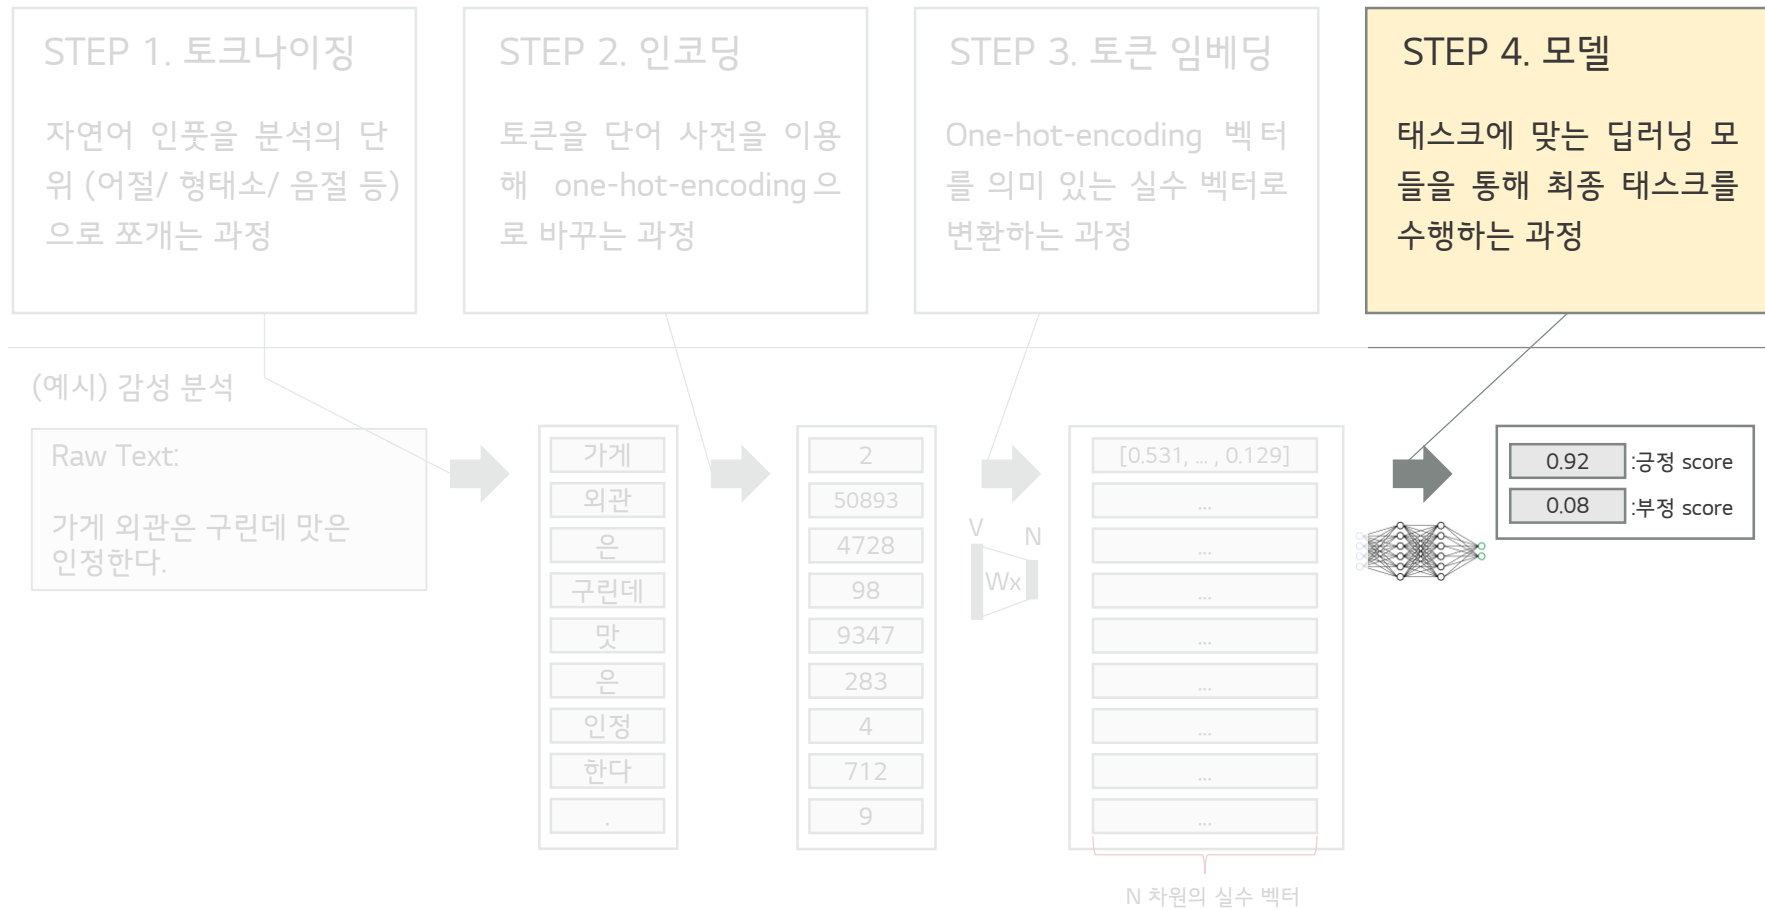 STEP 1. 토크나이징
자연어 인풋을 분석의 단
위 (어절/ 형태소/ 음절 등)
으로 쪼개는 과정
STEP 2. 인코딩
토큰을 단어 사전을 이용
해 one-hot-encoding으
로 바꾸는 과정
STEP 3. 토큰 임베딩
One-hot-encoding 벡터
를 의미 있는 실수 벡터로
변환하는 과정
STEP 4. 모델
태스크에 맞는 딥러닝 모
들을 통해 최종 태스크를
수행하는 과정
(예시) 감성 분석
Raw Text:
가게 외관은 구린데 맛은
인정한다.
가게
외관
은
구린데
맛
은
인정
한다
.
2
50893
4728
98
9347
283
4
712
9
V
N
Wx
[0.531, ... , 0.129]
...
...
...
...
...
...
...
...
N 차원의 실수 벡터
0.92 :긍정 score
0.08 :부정 score